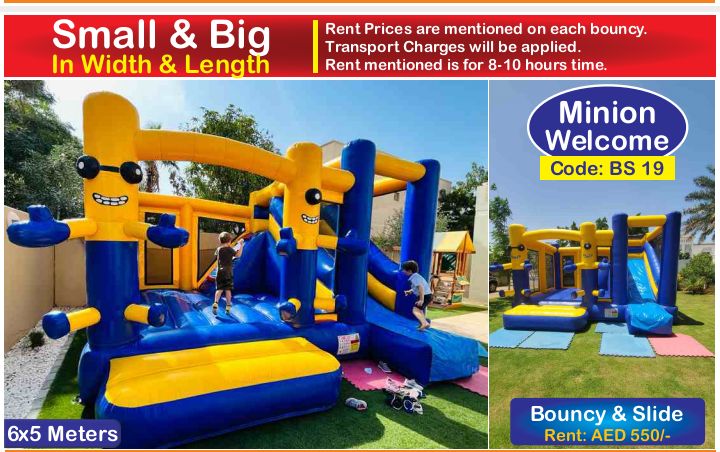 Small & Big
In Width & Length
Rent Prices are mentioned on each bouncy.
Transport Charges will be applied.
Rent mentioned is for 8-10 hours time.
Minion
Welcome
Code: BS 19
6x5 Meters
Bouncy & Slide
Rent: AED 550/-